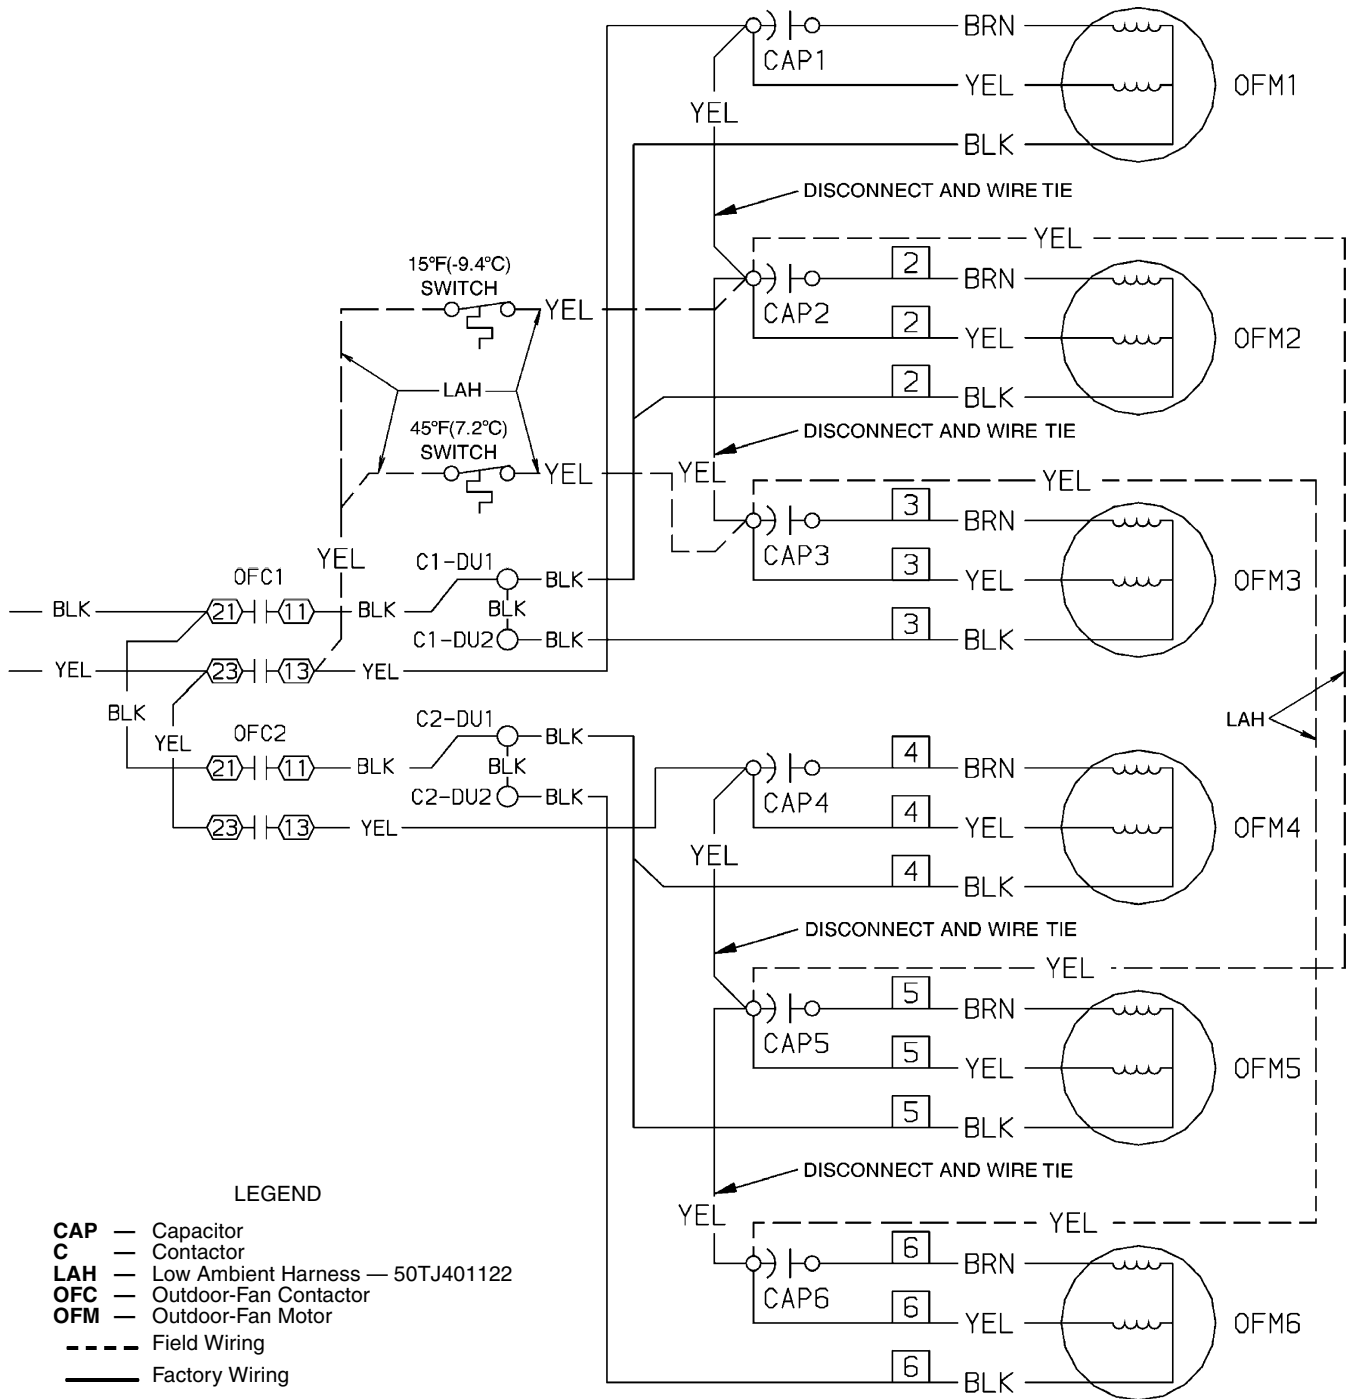 CAP1
BRN
YEL
YEL
BLK
OFM1
DISCONNECT AND WIRE TIE
YEL
15°F(-9.4°C)
SWITCH
YEL
CAP2
2
BRN
2
YEL
2
BLK
OFM2
LAH
DISCONNECT AND WIRE TIE
45°F(7.2°C)
SWITCH
YEL
YEL
YEL
CAP3
3
BRN
3
YEL
3
BLK
OFM3
YEL
OFC1
C1-DU1
BLK
BLK
21
11
BLK
BLK
C1-DU2
BLK
YEL
23
13
YEL
BLK
YEL
LAH
OFC2
C2-DU1
BLK
21
11
BLK
BLK
C2-DU2
BLK
23
13
YEL
CAP4
4
BRN
4
YEL
4
BLK
OFM4
YEL
DISCONNECT AND WIRE TIE
YEL
CAP5
5
BRN
5
YEL
5
BLK
OFM5
DISCONNECT AND WIRE TIE
YEL
YEL
CAP6
6
BRN
6
YEL
6
BLK
OFM6
LEGEND
CAP — Capacitor
C — Contactor
LAH — Low Ambient Harness — 50TJ401122
OFC — Outdoor-Fan Contactor
OFM — Outdoor-Fan Motor
Field Wiring
Factory Wiring